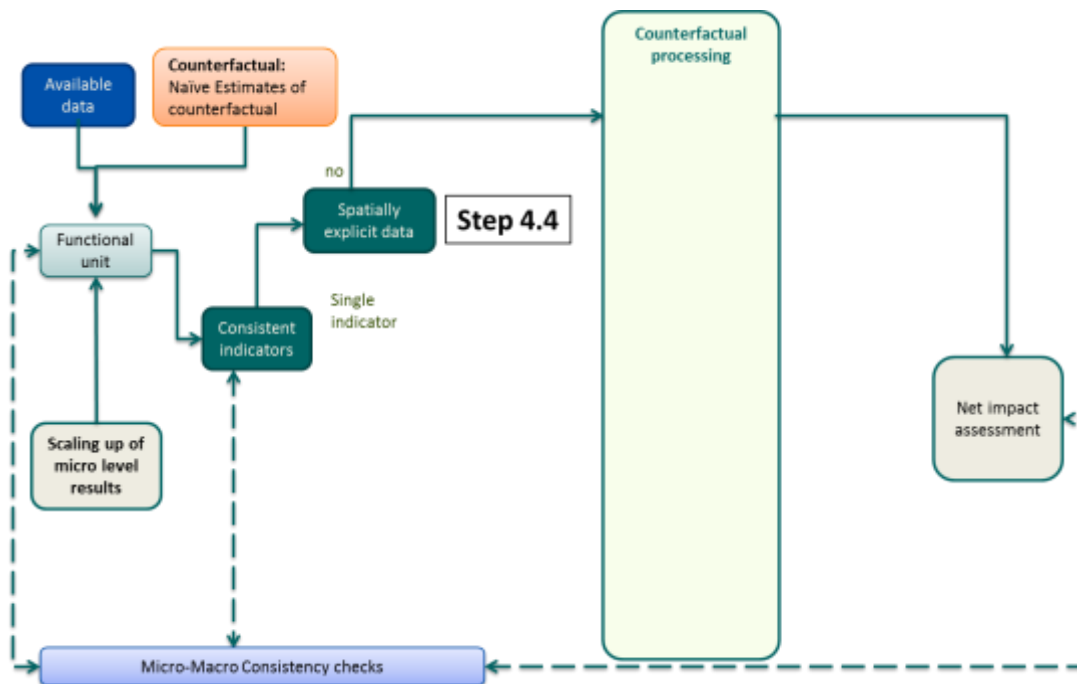 Counterfactual
processing
Counterfactual:
Naïve Estimates of
counterfactual
Available
data
no
Spatially
explicit data
Step 4.4
Functional
unit
Single
indicator
Consistent
indicators
Net impact
assessment
Scaling up of
micro level
results
Micro-Macro Consistency checks